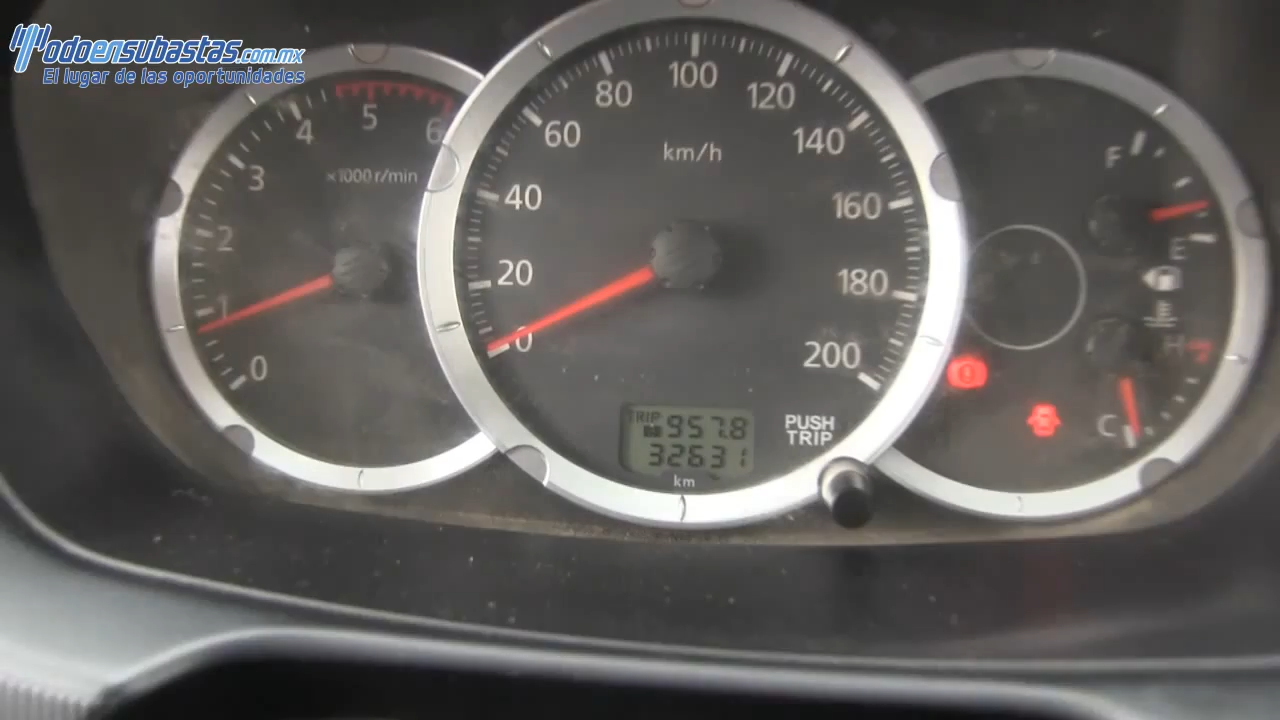 Todoensubastas.com.mx
El lugar de las oportunidades
0
1
2
3
4
5
6
×1000 r/min
0
20
40
60
80
100
120
140
160
180
200
km/h
TRIP
957.8
32631
km
PUSH
TRIP
F
E
H
C